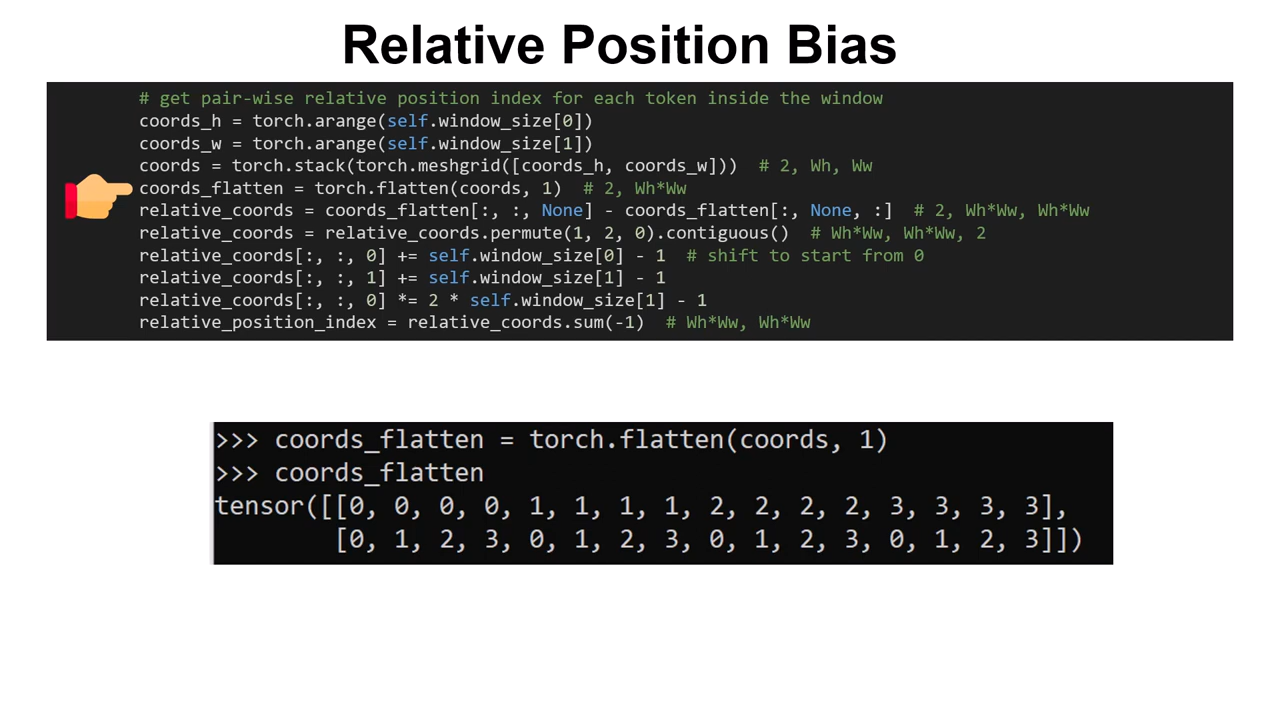 Relative Position Bias
# get pair-wise relative position index for each token inside the window
coords_h = torch.arange(self.window_size[0])
coords_w = torch.arange(self.window_size[1])
coords = torch.stack(torch.meshgrid([coords_h, coords_w]))  # 2, Wh, Ww
coords_flatten = torch.flatten(coords, 1)  # 2, Wh*Ww
relative_coords = coords_flatten[:, :, None] - coords_flatten[:, None, :]  # 2, Wh*Ww, Wh*Ww
relative_coords = relative_coords.permute(1, 2, 0).contiguous()  # Wh*Ww, Wh*Ww, 2
relative_coords[:, :, 0] += self.window_size[0] - 1  # shift to start from 0
relative_coords[:, :, 1] += self.window_size[1] - 1
relative_coords[:, :, 0] *= 2 * self.window_size[1] - 1
relative_position_index = relative_coords.sum(-1)  # Wh*Ww, Wh*Ww
>>> coords_flatten = torch.flatten(coords, 1)
>>> coords_flatten
tensor([[0, 0, 0, 0, 1, 1, 1, 1, 2, 2, 2, 2, 3, 3, 3, 3],
[0, 1, 2, 3, 0, 1, 2, 3, 0, 1, 2, 3, 0, 1, 2, 3]])